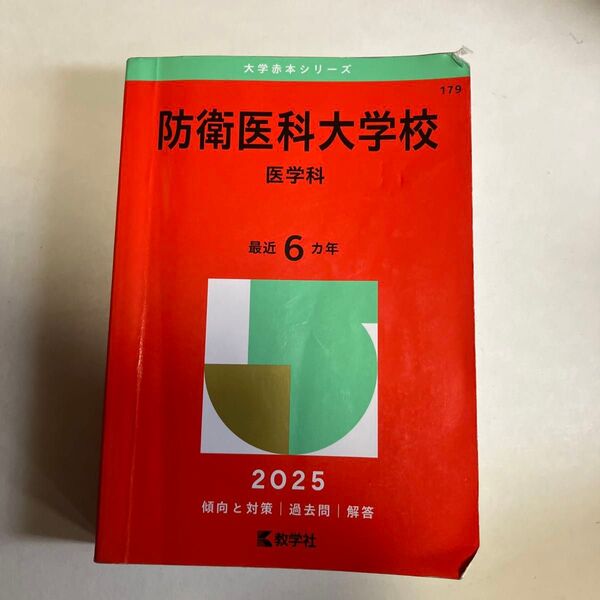 大学赤本シリーズ
179
防衛医科大学校
医学科
最近 6 カ年
2025
傾向と対策｜過去問｜解答
教学社